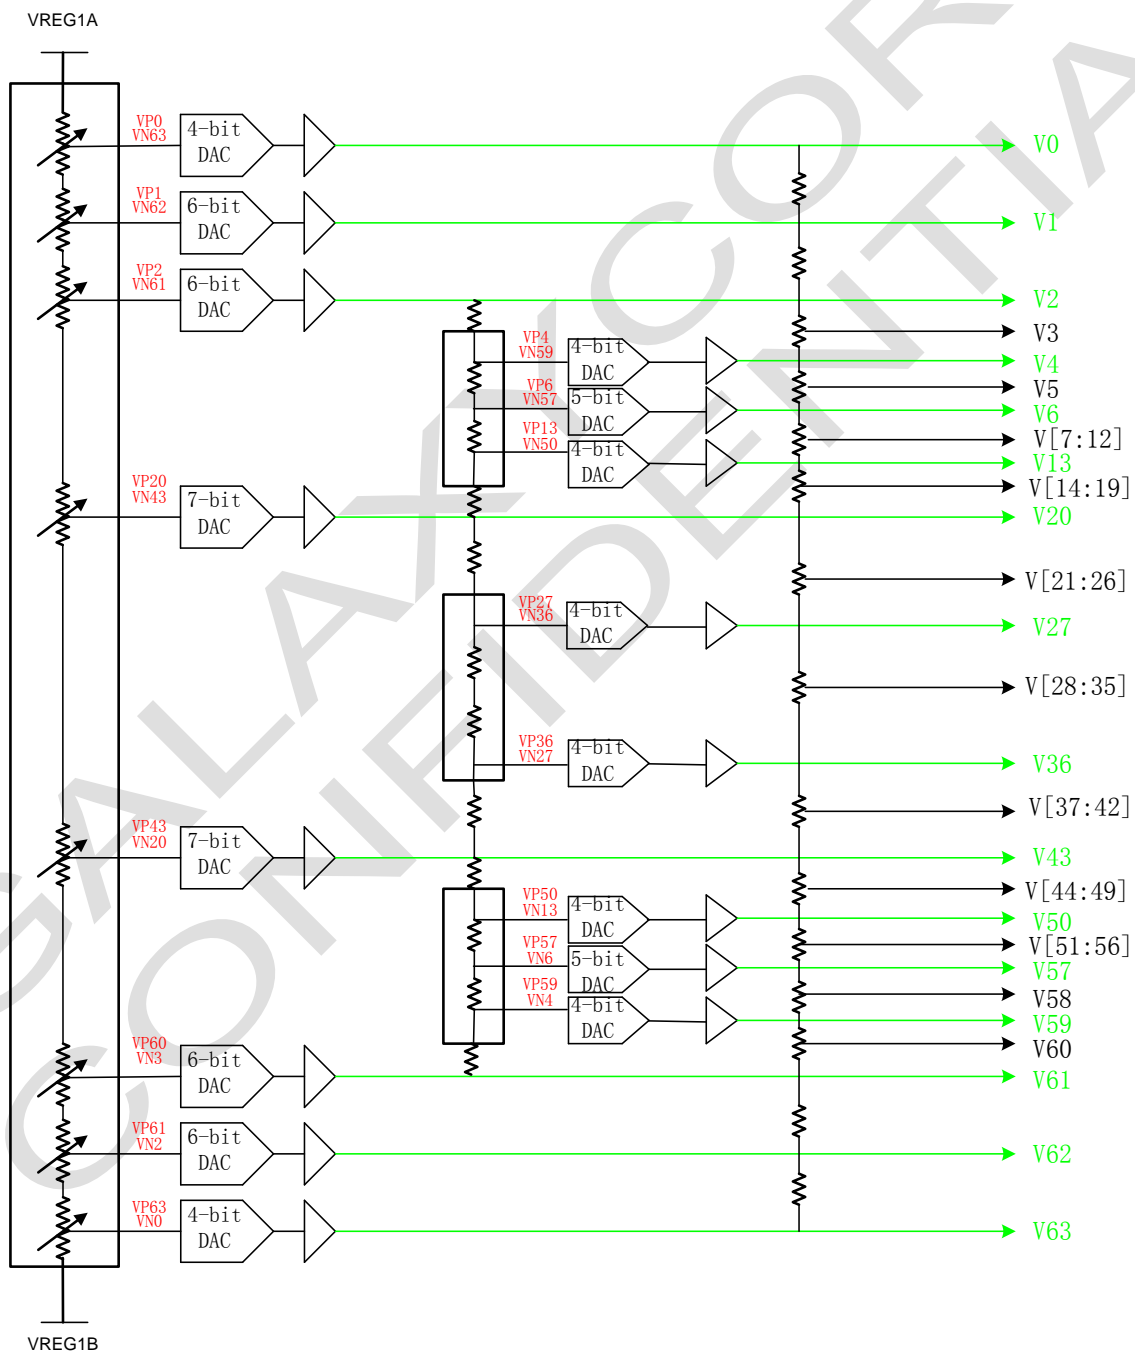 VREG1A
VP0
VN63
4-bit
DAC
V0
VP1
VN62
6-bit
DAC
V1
VP2
VN61
6-bit
DAC
V2
V3
VP4
VN59
4-bit
DAC
V4
V5
VP6
VN57
5-bit
DAC
V6
V[7:12]
VP13
VN50
4-bit
DAC
V13
V[14:19]
VP20
VN43
7-bit
DAC
V20
V[21:26]
VP27
VN36
4-bit
DAC
V27
V[28:35]
VP36
VN27
4-bit
DAC
V36
V[37:42]
VP43
VN20
7-bit
DAC
V43
V[44:49]
VP50
VN13
4-bit
DAC
V50
V[51:56]
VP57
VN6
5-bit
DAC
V57
V58
VP59
VN4
4-bit
DAC
V59
V60
VP60
VN3
6-bit
DAC
V61
VP61
VN2
6-bit
DAC
V62
VP63
VN0
4-bit
DAC
V63
VREG1B
GALAXYCOR
CONFIDENTIA